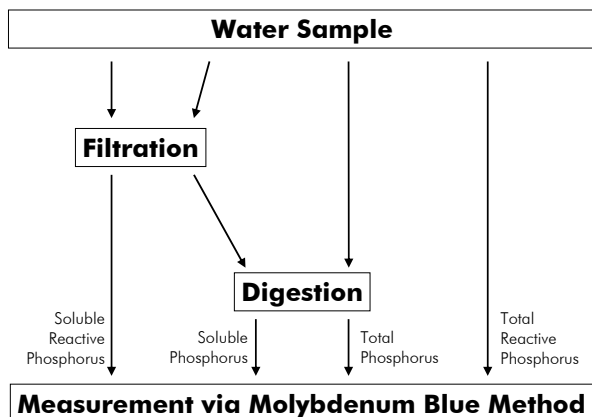 Water Sample
Filtration
Digestion
Soluble
Reactive
Phosphorus
Soluble
Phosphorus
Total
Phosphorus
Total
Reactive
Phosphorus
Measurement via Molybdenum Blue Method